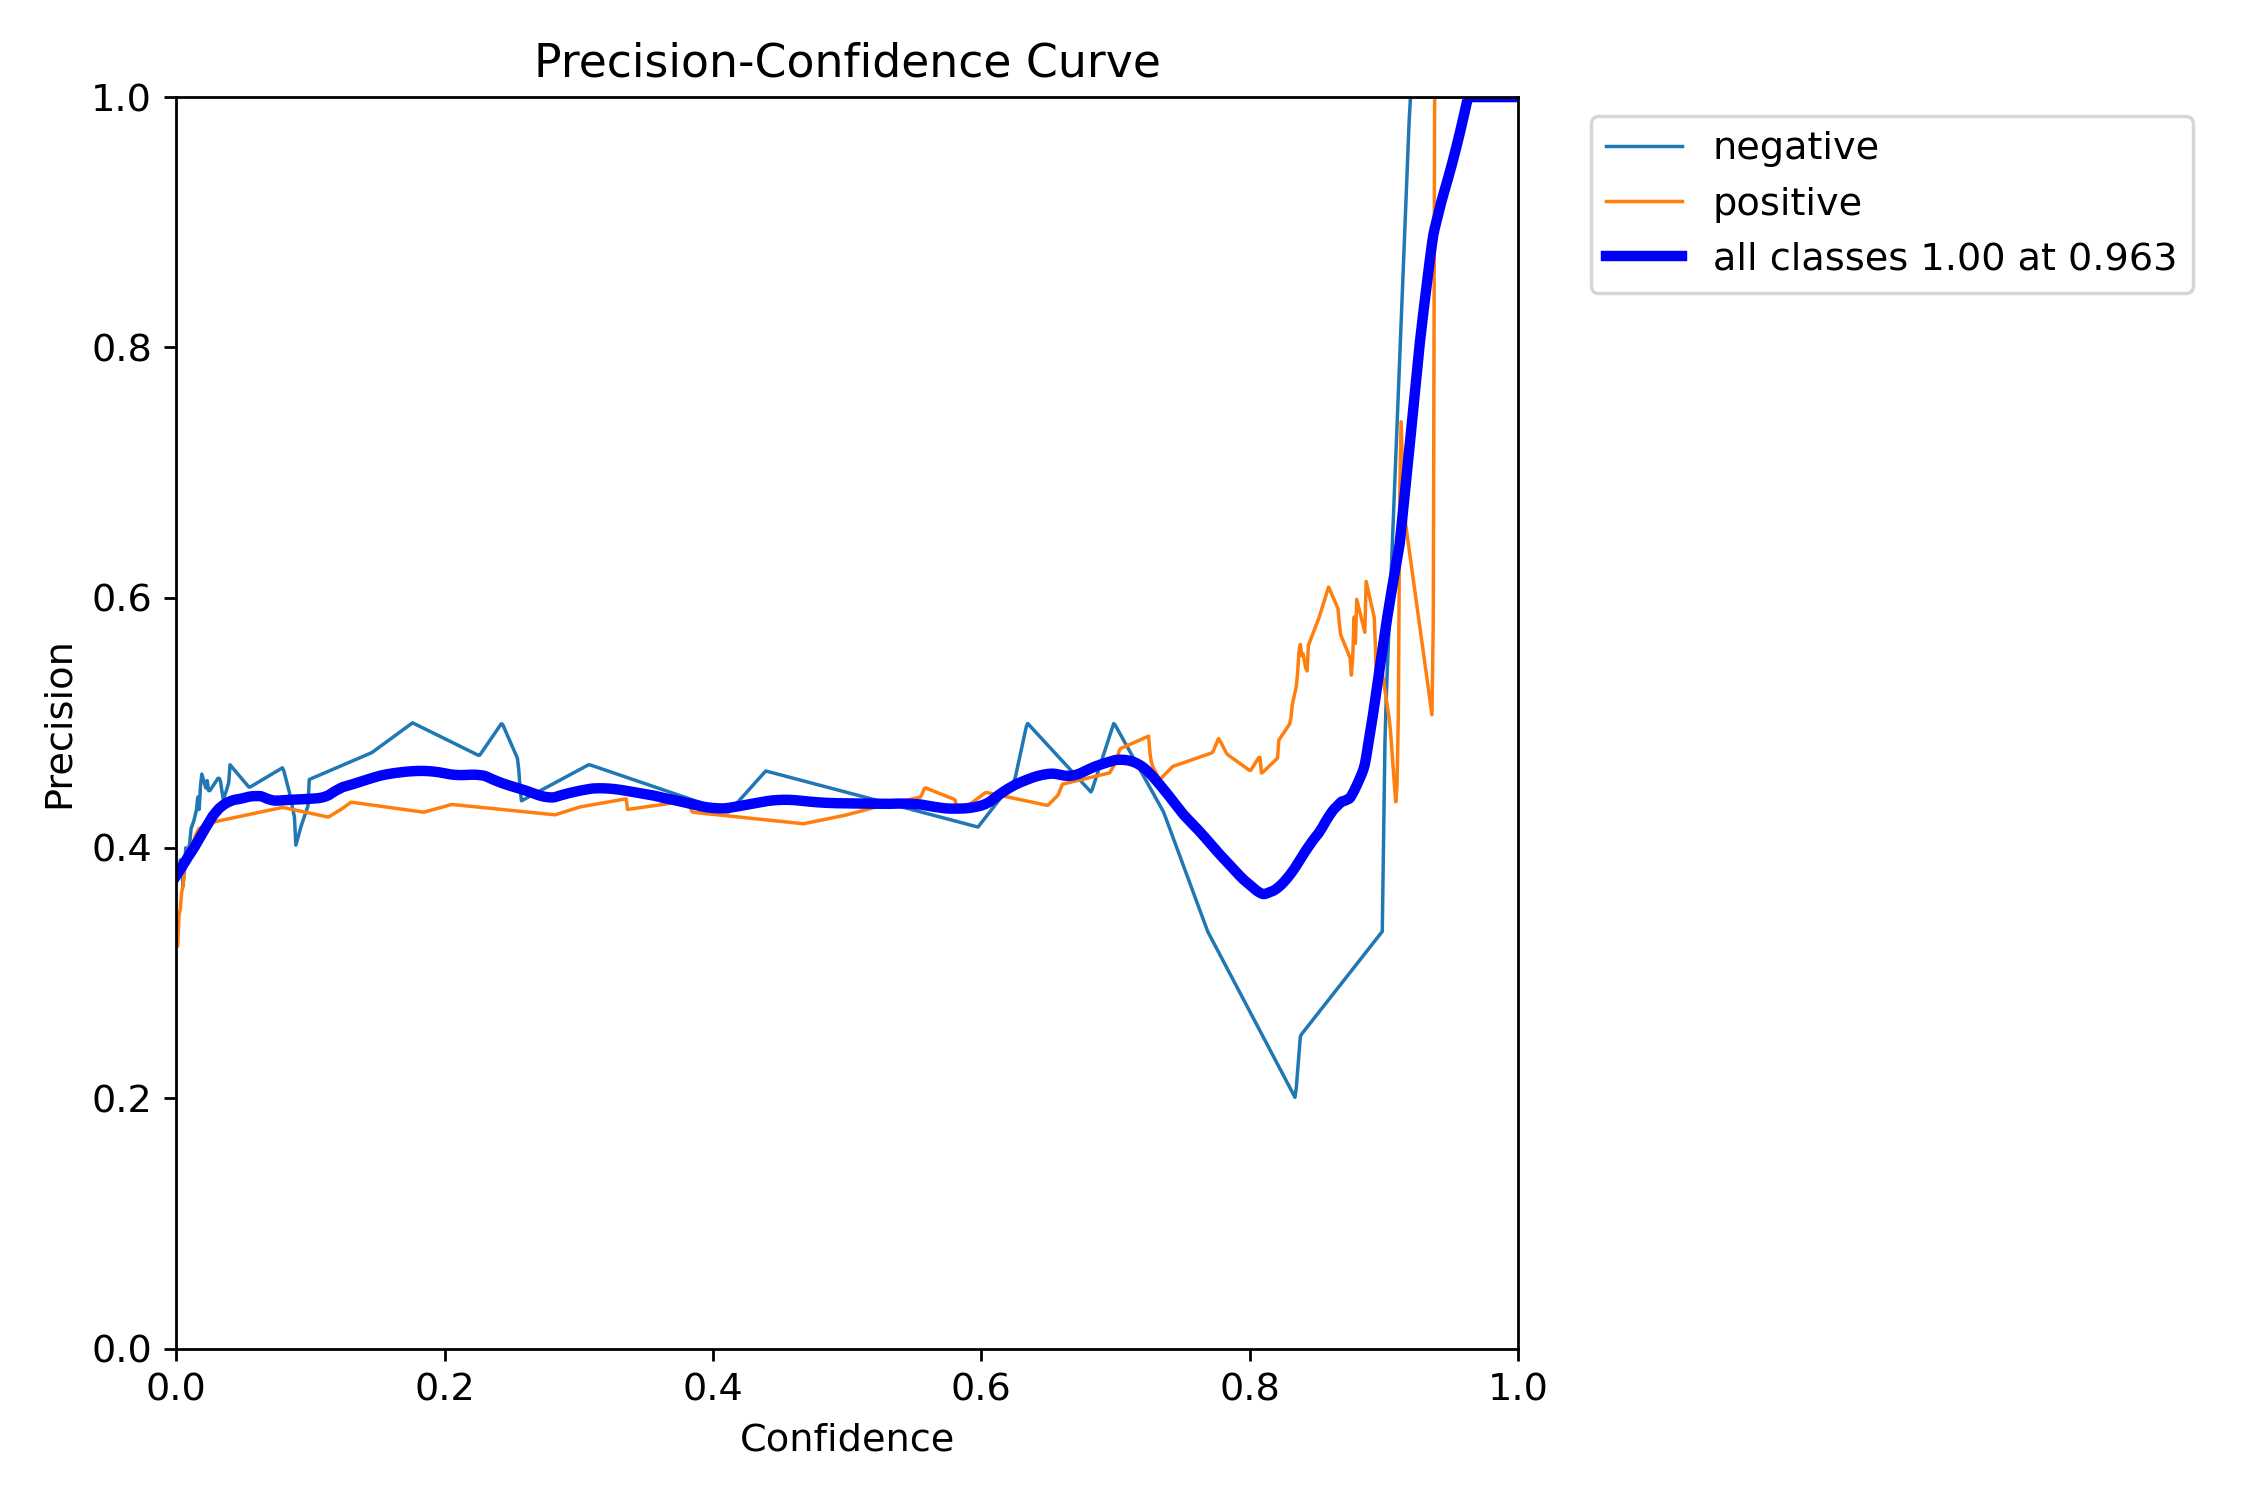 Precision-Confidence Curve
1.0
0.8
0.6
0.4
0.2
0.0
Precision
0.0 0.2 0.4 0.6 0.8 1.0
Confidence
negative
positive
all classes 1.00 at 0.963